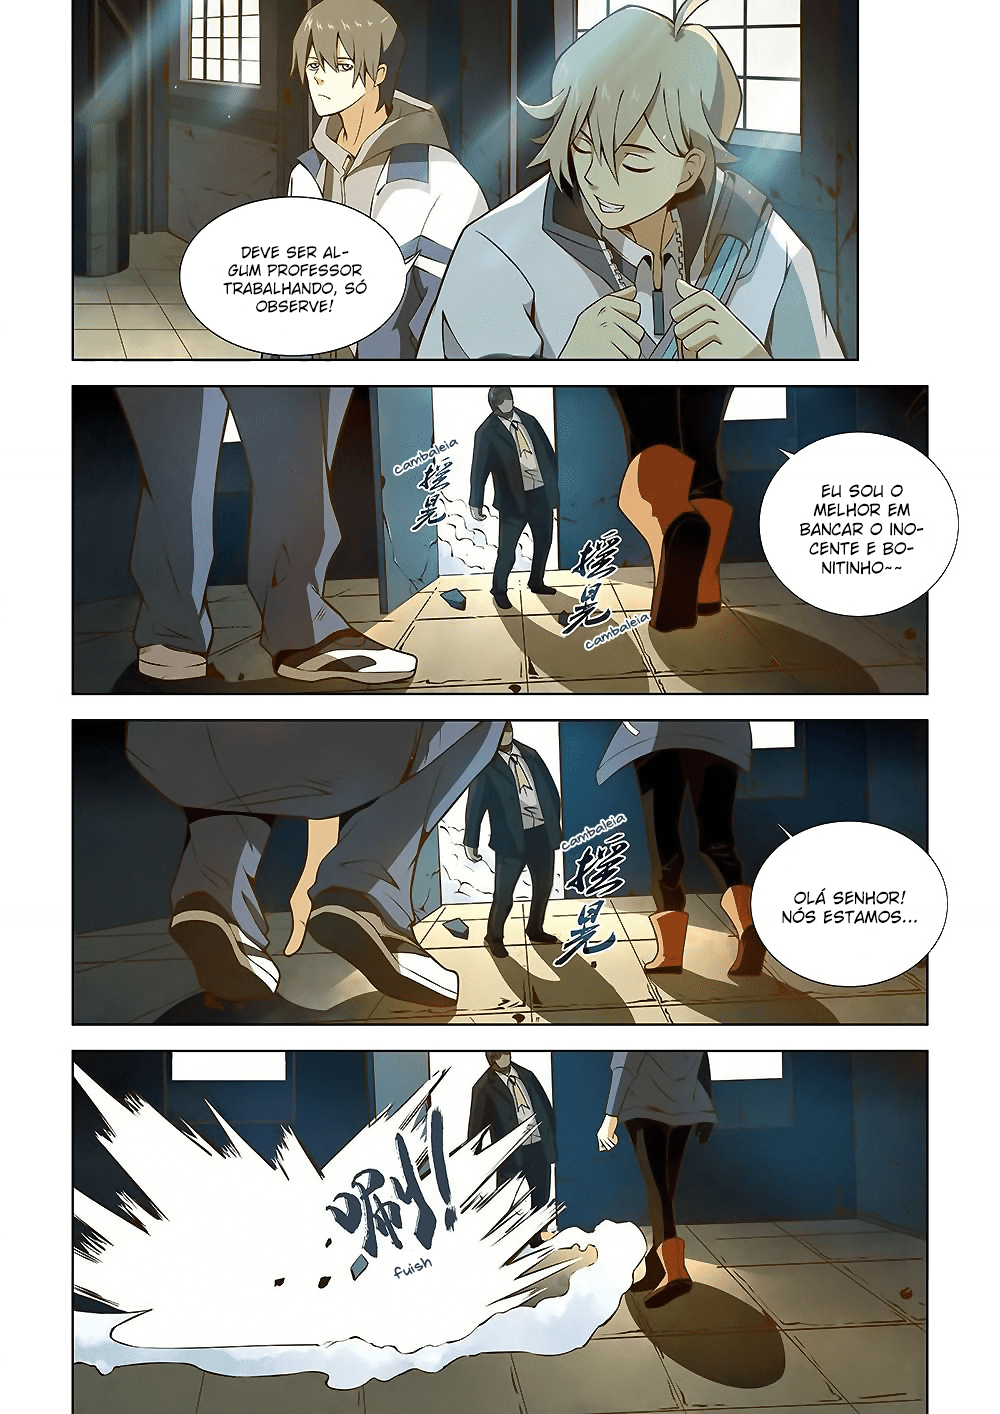 DEVE SER AL-
GUM PROFESSOR
TRABALHANDO, SÓ
OBSERVE!
cambaleia
摇晃
EU SOU O
MELHOR EM
BANCAR O INO-
CENTE E BO-
NITINHO~~
摇晃
cambaleia
cambaleia
摇晃
OLÁ SENHOR!
NÓS ESTAMOS...
唰!
fuish